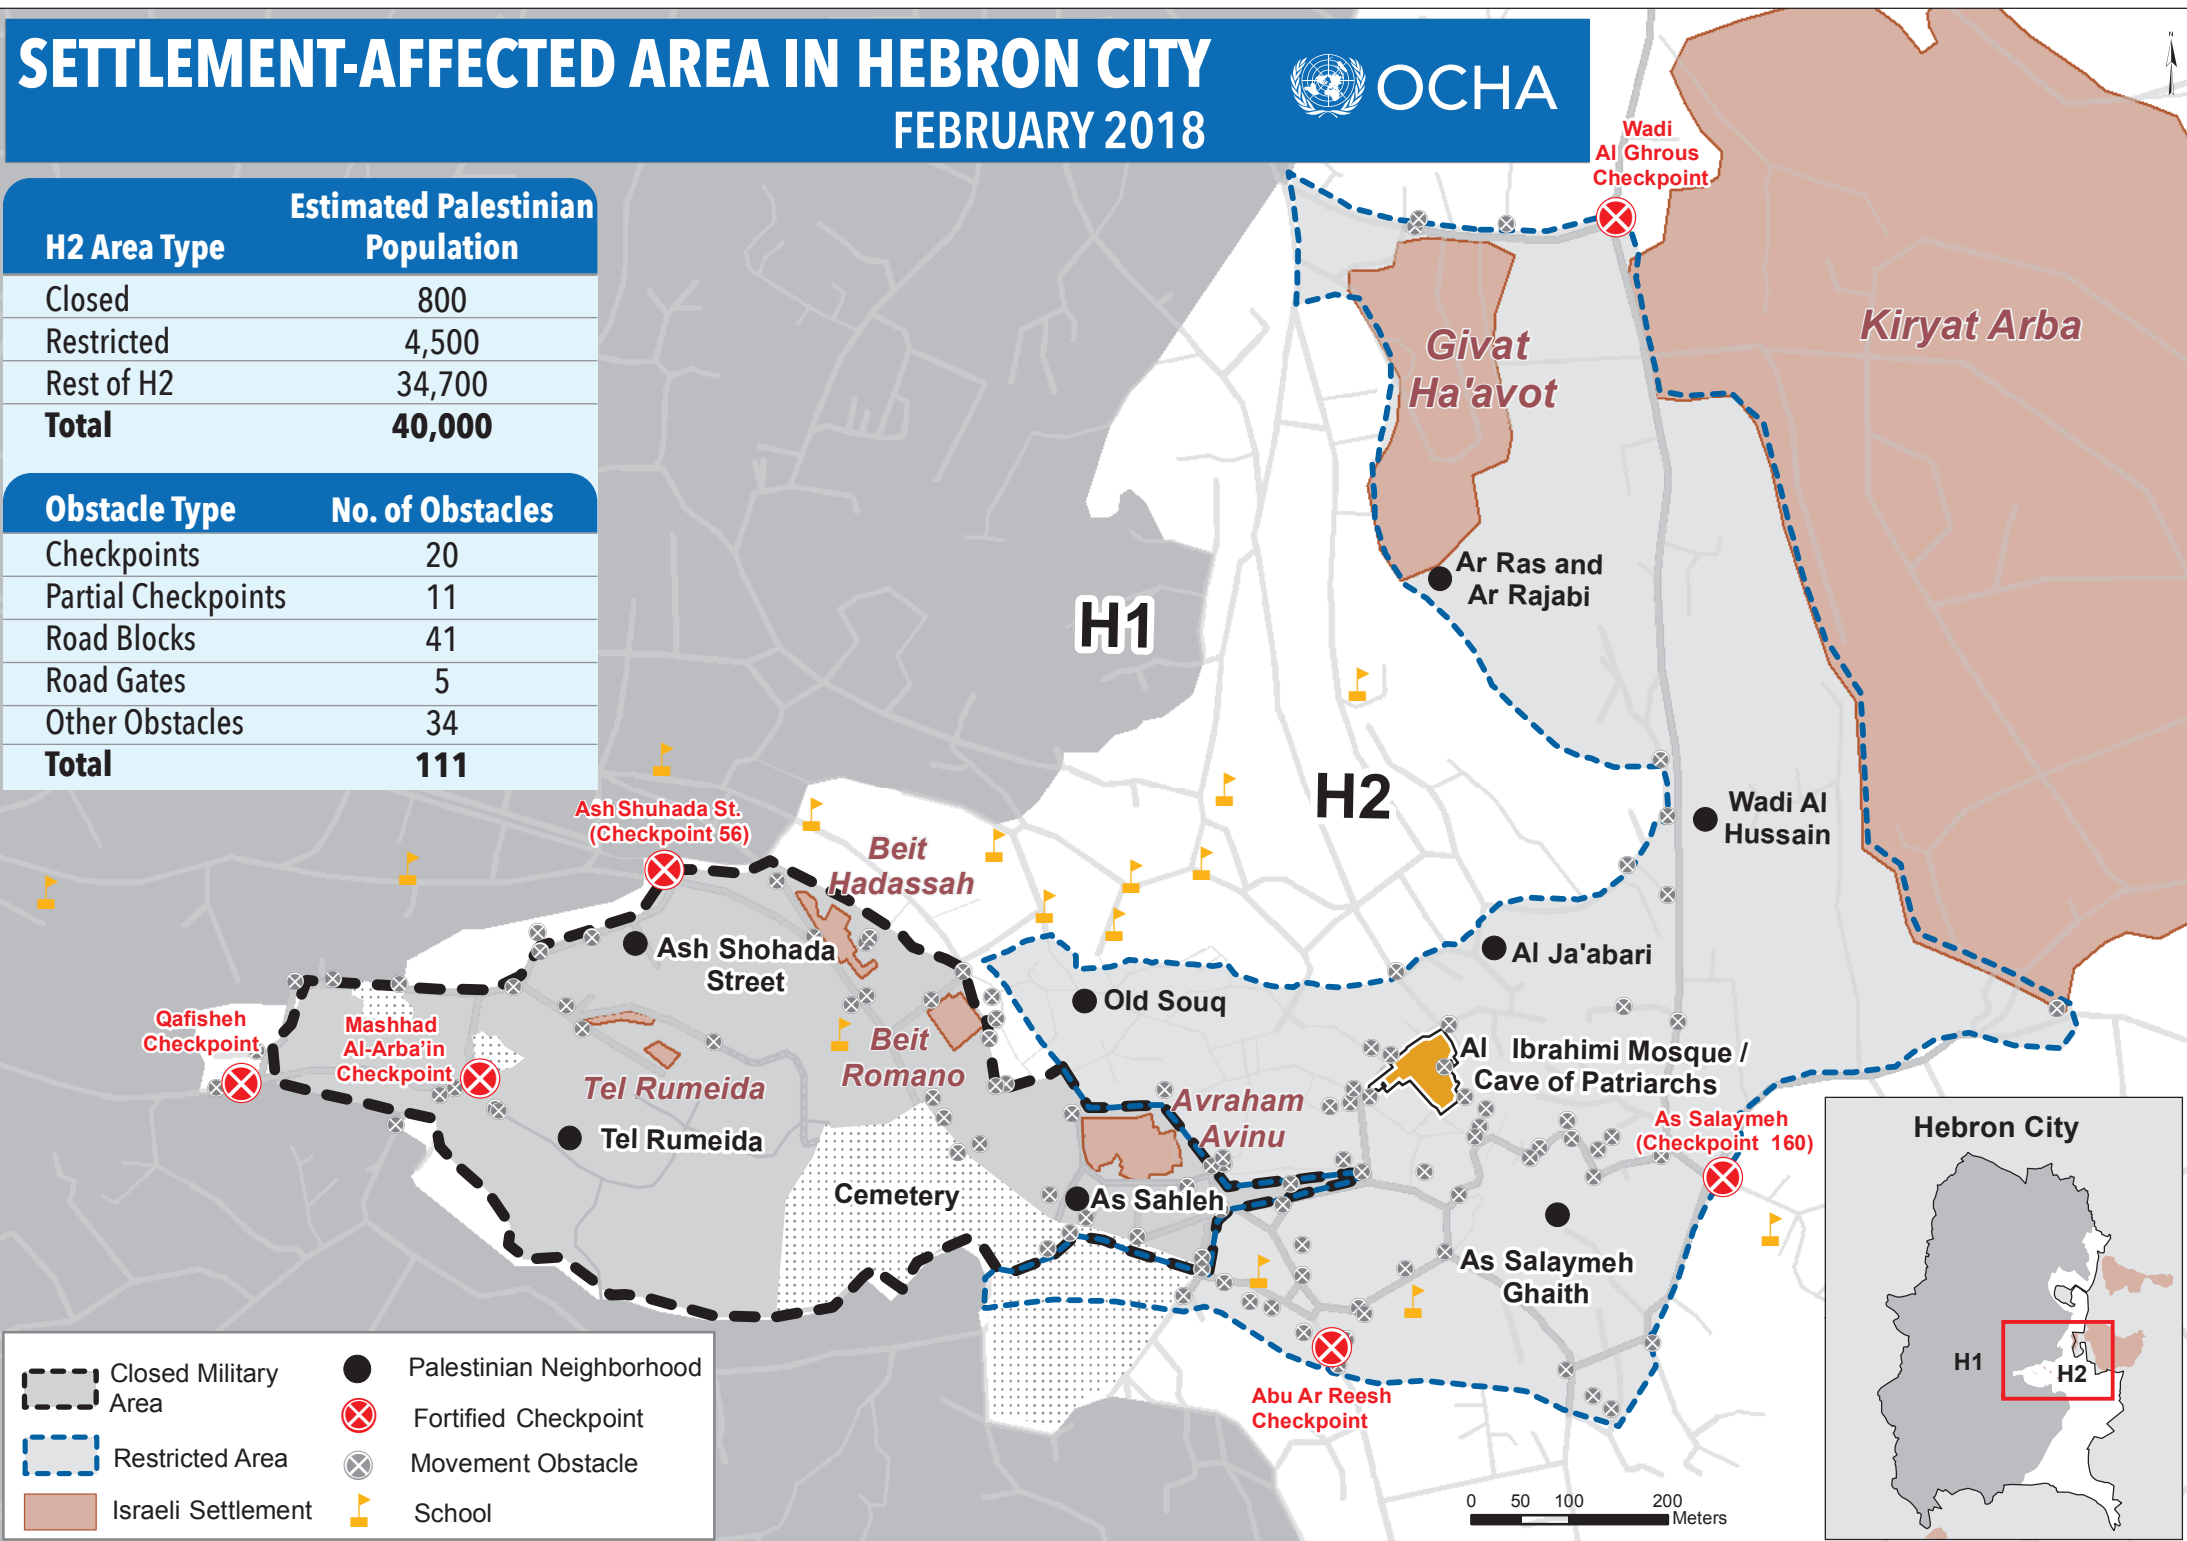 SETTLEMENT-AFFECTED AREA IN HEBRON CITY
FEBRUARY 2018
OCHA
N
H2 Area Type
Estimated Palestinian
Population
Closed 800
Restricted 4,500
Rest of H2 34,700
Total 40,000
Obstacle Type No. of Obstacles
Checkpoints 20
Partial Checkpoints 11
Road Blocks 41
Road Gates 5
Other Obstacles 34
Total 111
Wadi
Al Ghrous
Checkpoint
Kiryat Arba
Givat
Ha'avot
Ar Ras and
Ar Rajabi
H1
H2
Wadi Al
Hussain
Ash Shuhada St.
(Checkpoint 56)
Beit
Hadassah
Ash Shohada
Street
Al Ja'abari
Old Souq
Qafisheh
Checkpoint
Mashhad
Al-Arba'in
Checkpoint
Beit
Romano
Tel Rumeida
Tel Rumeida
Al Ibrahimi Mosque /
Cave of Patriarchs
Avraham
Avinu
As Salaymeh
(Checkpoint 160)
Cemetery
As Sahleh
As Salaymeh
Ghaith
Abu Ar Reesh
Checkpoint
Closed Military
Area
Restricted Area
Israeli Settlement
Palestinian Neighborhood
Fortified Checkpoint
Movement Obstacle
School
0 50 100 200
Meters
Hebron City
H1
H2